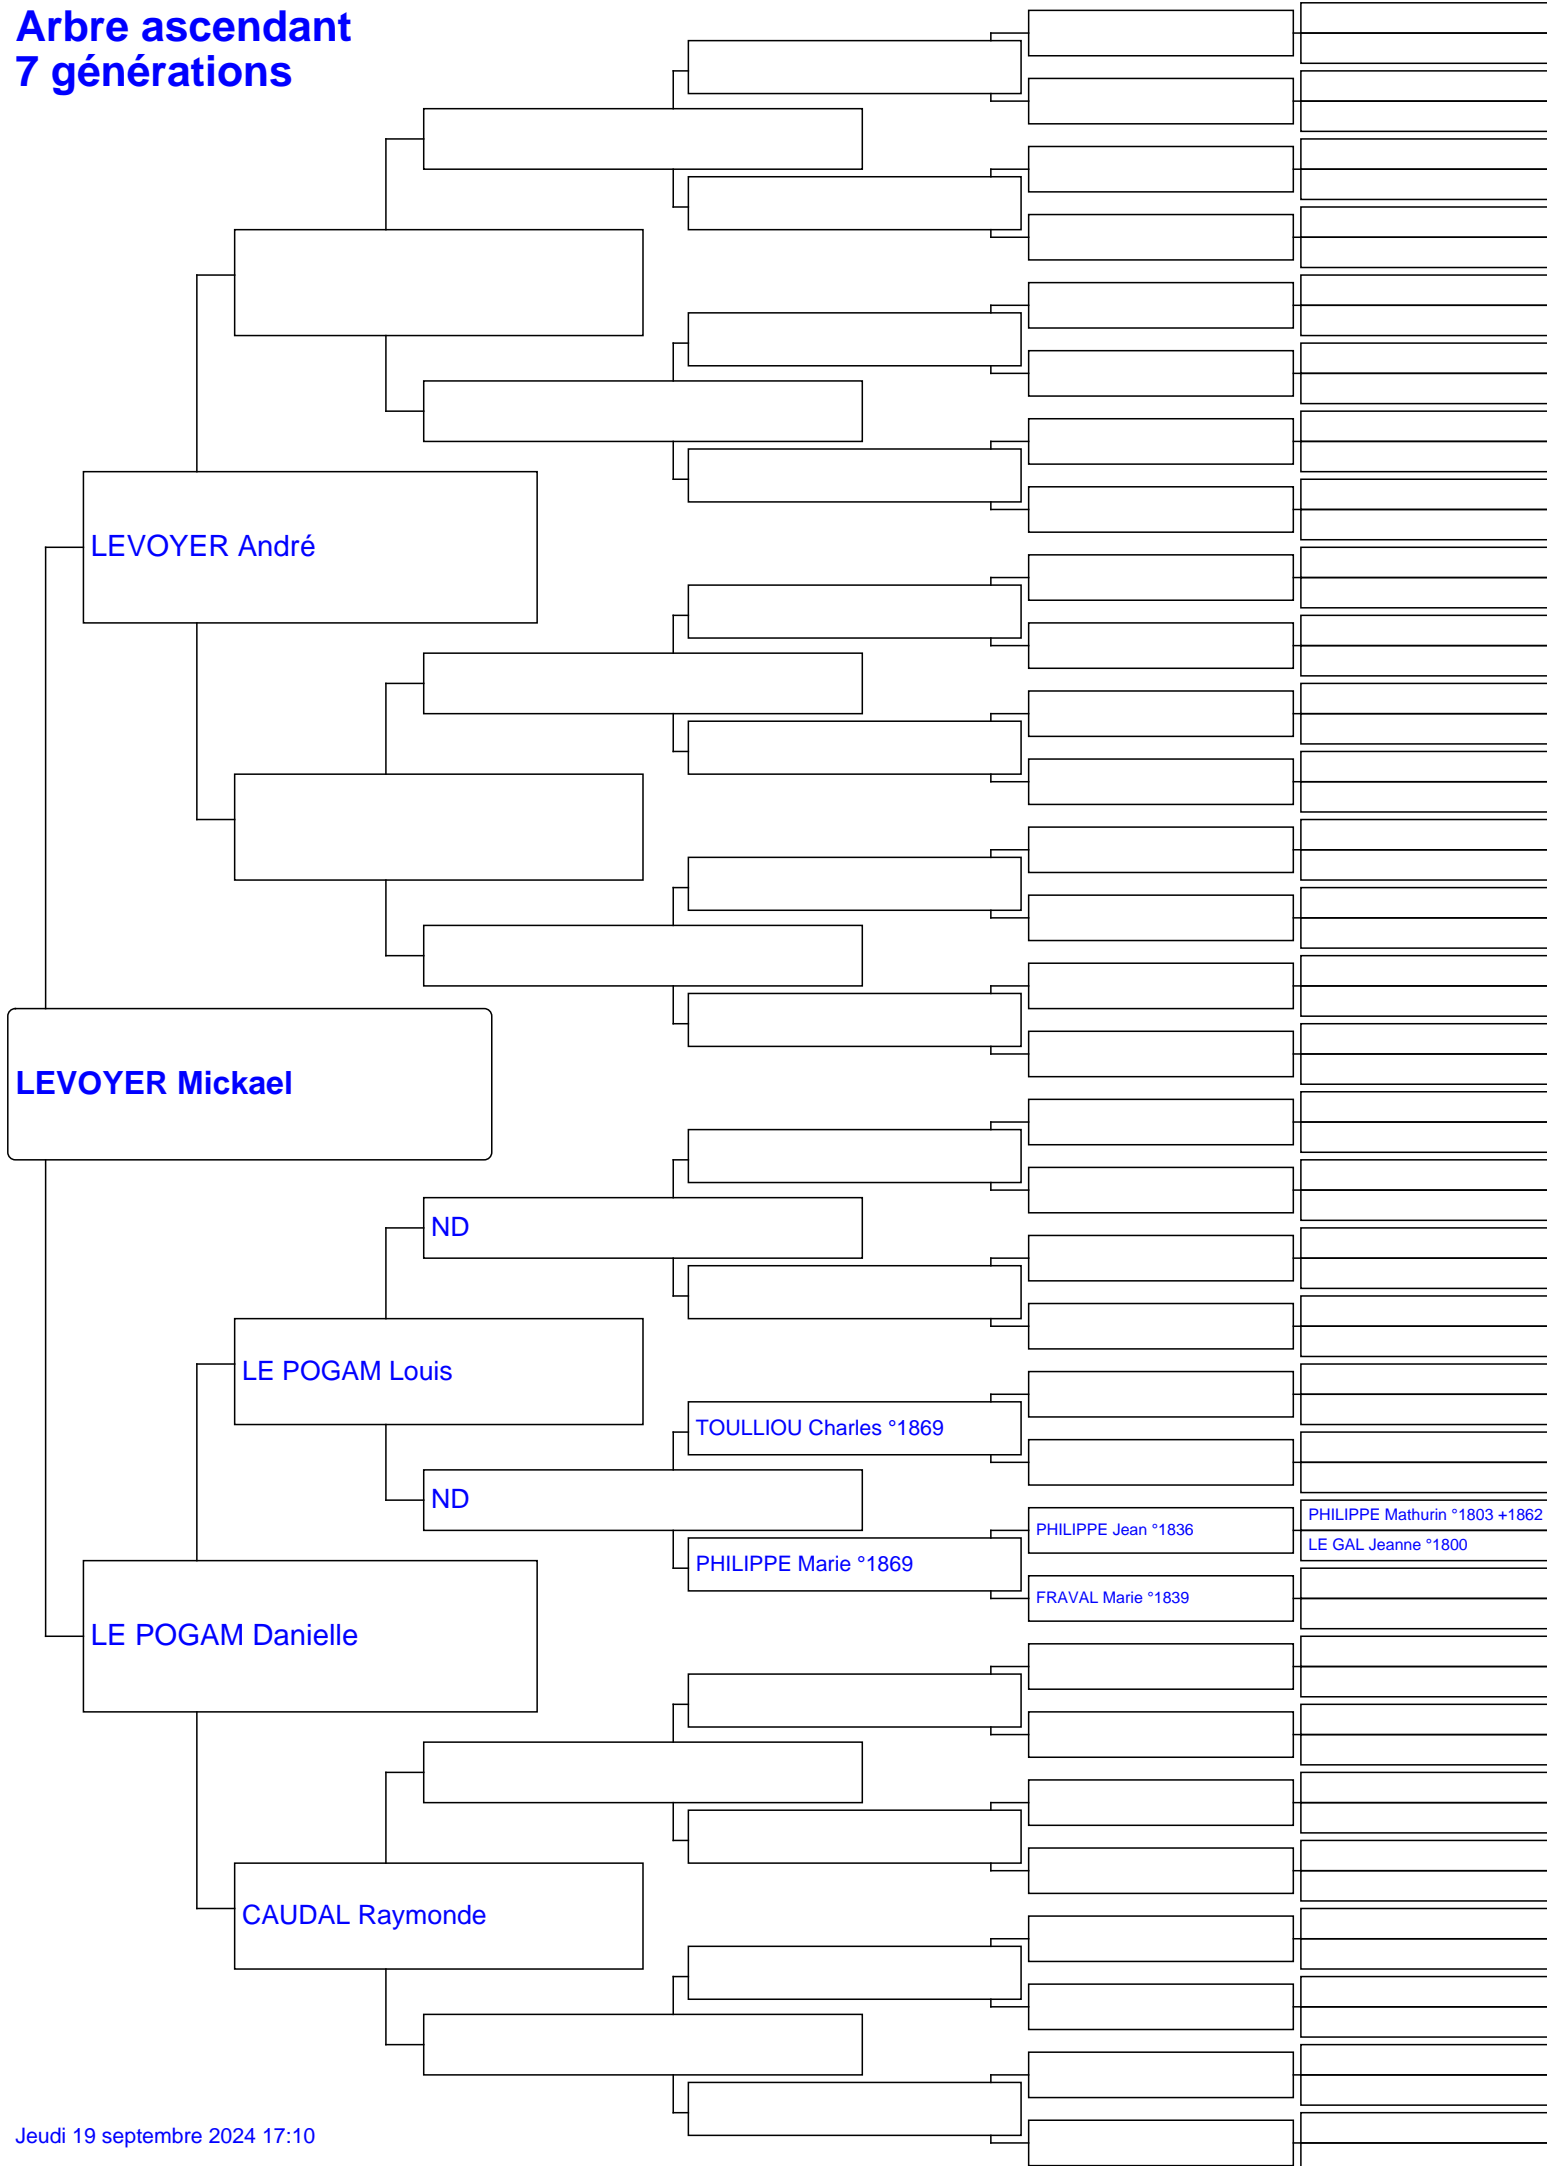 Arbre ascendant
7 générations
LEVOYER André
LEVOYER Mickael
ND
LE POGAM Louis
TOULLIOU Charles °1869
ND
PHILIPPE Mathurin °1803 +1862
PHILIPPE Jean °1836
LE GAL Jeanne °1800
PHILIPPE Marie °1869
FRAVAL Marie °1839
LE POGAM Danielle
CAUDAL Raymonde
Jeudi 19 septembre 2024 17:10